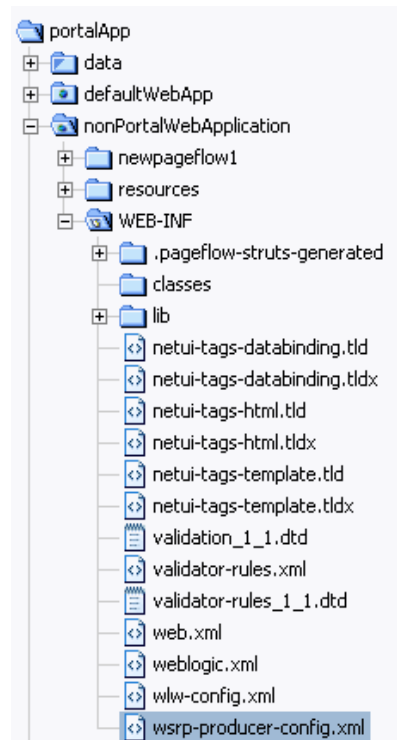 portalApp
data
defaultWebApp
nonPortalWebApplication
newpageflow1
resources
WEB-INF
.pageflow-struts-generated
classes
lib
netui-tags-databinding.tld
netui-tags-databinding.tldx
netui-tags-html.tld
netui-tags-html.tldx
netui-tags-template.tld
netui-tags-template.tldx
validation_1_1.dtd
validator-rules.xml
validator-rules_1_1.dtd
web.xml
weblogic.xml
wlw-config.xml
wsrp-producer-config.xml